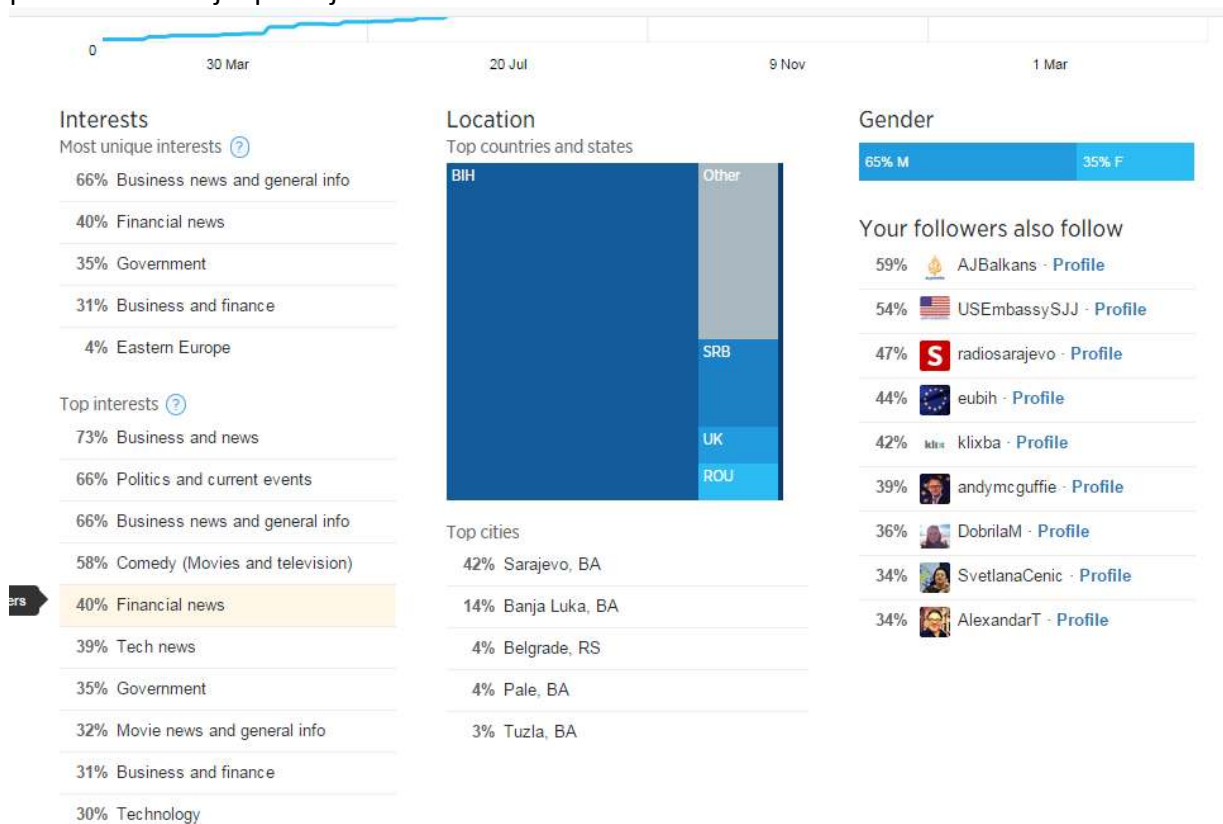 0
30 Mar
20 Jul
9 Nov
1 Mar
Interests
Most unique interests ?
66% Business news and general info
40% Financial news
35% Government
31% Business and finance
4% Eastern Europe
Top interests ?
73% Business and news
66% Politics and current events
66% Business news and general info
58% Comedy (Movies and television)
ers
40% Financial news
39% Tech news
35% Government
32% Movie news and general info
31% Business and finance
30% Technology
Location
Top countries and states
BIH
Other
SRB
UK
ROU
Top cities
42% Sarajevo, BA
14% Banja Luka, BA
4% Belgrade, RS
4% Pale, BA
3% Tuzla, BA
Gender
65% M
35% F
Your followers also follow
59% AJBalkans · Profile
54% USEmbassySJJ · Profile
47% S radiosarajevo · Profile
44% eubih · Profile
42% klix klixba · Profile
39% andymcguffie · Profile
36% DobrilaM · Profile
34% SvetlanaCenic · Profile
34% AlexandarT · Profile